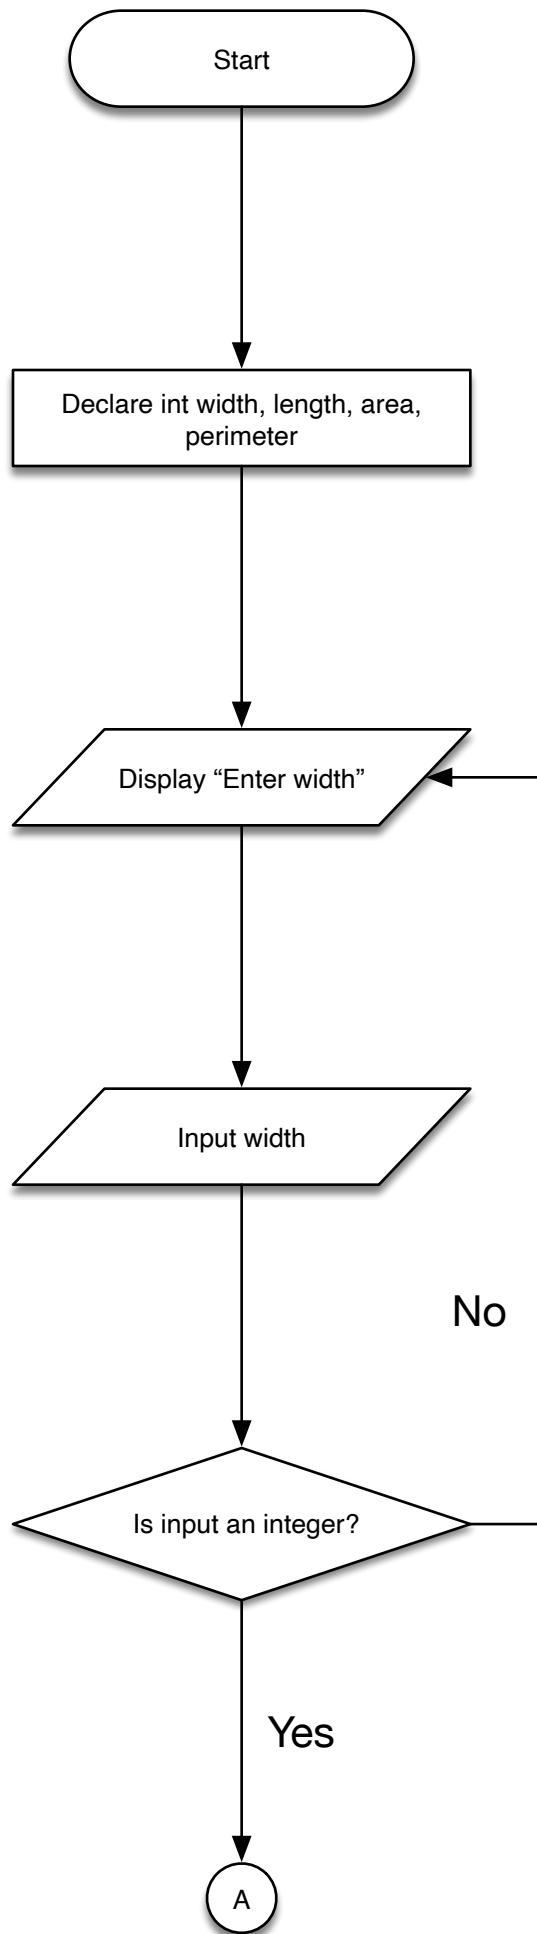 Start
Declare int width, length, area,
perimeter
Display “Enter width”
Input width
No
Is input an integer?
Yes
A